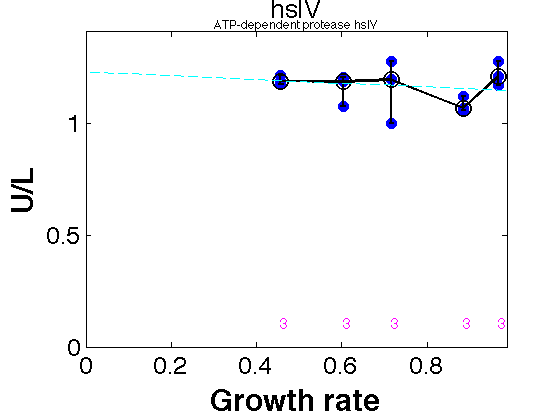 hslV
ATP-dependent protease hslV
U/L
1
0.5
0
3 3 3 3 3
0 0.2 0.4 0.6 0.8
Growth rate